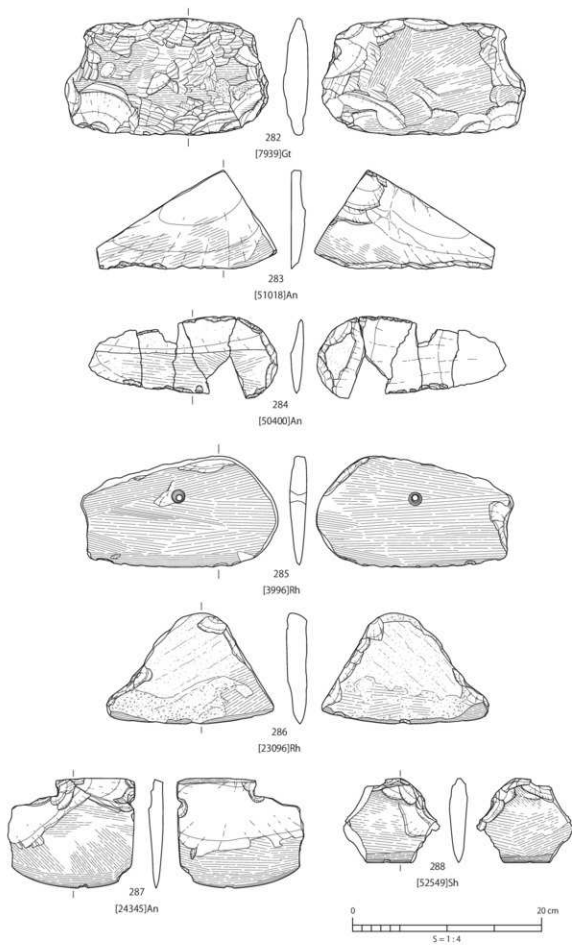 282
[7939]Gt
283
[51018]An
284
[50400]An
285
[3996]Rh
286
[23096]Rh
287
[24345]An
288
[52549]Sh
0 20 cm
S = 1 : 4